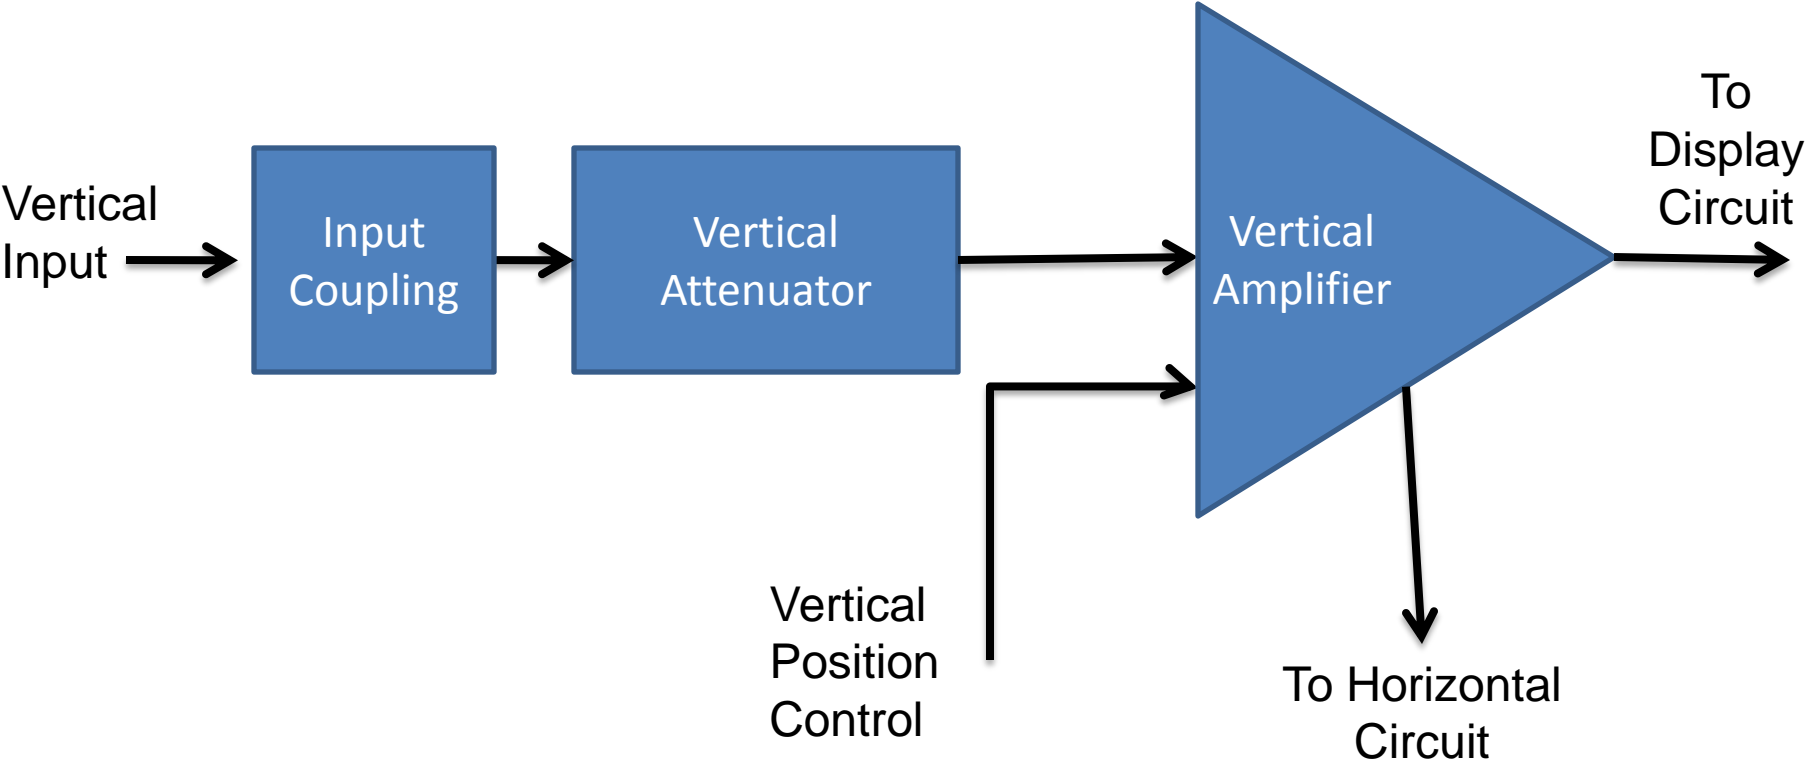 Vertical
Input
Input
Coupling
Vertical
Attenuator
Vertical
Amplifier
To
Display
Circuit
Vertical
Position
Control
To Horizontal
Circuit